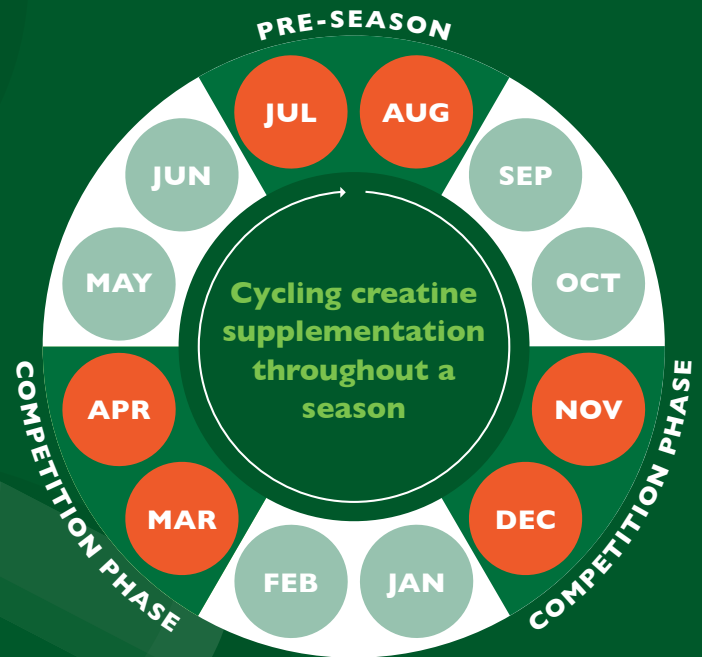 PRE-SEASON
JUL
AUG
JUN
SEP
MAY
OCT
Cycling creatine
supplementation
throughout a
season
APR
NOV
MAR
DEC
FEB
JAN
COMPETITION PHASE
COMPETITION PHASE